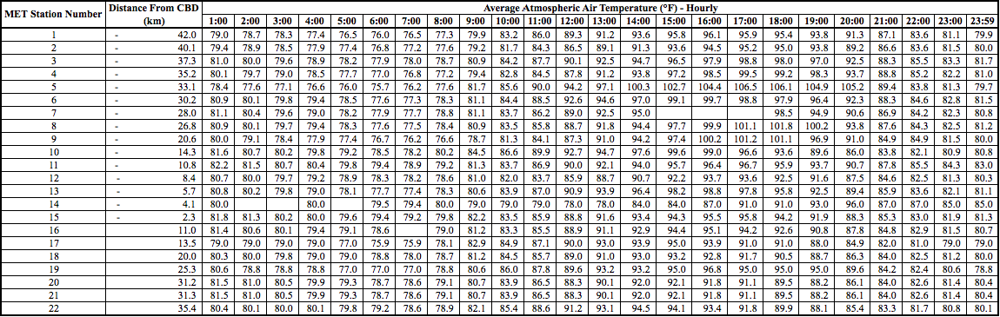 MET Station Number Distance From CBD (km) Average Atmospheric Air Temperature (°F) - Hourly
1:00 2:00 3:00 4:00 5:00 6:00 7:00 8:00 9:00 10:00 11:00 12:00 13:00 14:00 15:00 16:00 17:00 18:00 19:00 20:00 21:00 22:00 23:00 23:59
1 - 42.0 79.0 78.7 78.3 77.4 76.5 76.0 76.5 77.3 79.9 83.2 86.0 89.3 91.2 93.6 95.8 96.1 95.9 95.4 93.8 91.3 87.1 83.6 81.1 79.9
2 - 40.1 79.4 78.9 78.5 77.9 77.4 76.8 77.2 77.6 79.2 81.7 84.3 86.5 89.1 91.3 93.6 94.5 95.2 95.0 93.8 89.2 86.6 83.6 81.5 80.0
3 - 37.3 81.0 80.0 79.6 78.9 78.2 77.9 78.0 78.7 80.9 84.2 87.7 90.1 92.5 94.7 96.5 97.9 98.8 98.0 97.0 92.5 88.3 85.5 83.3 81.7
4 - 35.2 80.1 79.7 79.0 78.5 77.7 77.0 76.8 77.2 79.4 82.8 84.5 87.8 91.2 93.8 97.2 98.5 99.5 99.2 98.3 93.7 88.8 85.2 82.2 81.0
5 - 33.1 78.4 77.6 77.1 76.6 76.0 75.7 76.2 77.6 81.7 85.6 90.0 94.2 97.1 100.3 102.7 104.4 106.5 106.1 104.9 105.2 89.4 83.8 81.3 79.7
6 - 30.2 80.9 80.1 79.8 79.4 78.5 77.6 77.3 78.3 81.1 84.4 88.5 92.6 94.6 97.0 99.1 99.7 98.8 97.9 96.4 92.3 88.3 84.6 82.8 81.5
7 - 28.0 81.1 80.4 79.6 79.0 78.2 77.9 77.7 78.8 81.1 83.7 86.2 89.0 92.5 95.0 98.5 94.9 90.6 86.9 84.2 82.3 80.8
8 - 26.8 80.9 80.1 79.7 79.4 78.3 77.6 77.5 78.4 80.9 83.5 85.8 88.7 91.8 94.4 97.7 99.9 101.1 101.8 100.2 93.8 87.6 84.3 82.5 81.2
9 - 20.6 80.0 79.1 78.4 77.9 77.4 76.7 76.2 76.6 78.7 81.3 84.1 87.3 91.0 94.2 97.4 100.2 101.2 101.1 96.9 91.0 84.9 84.9 81.5 80.0
10 - 14.3 81.6 80.7 80.2 79.8 79.2 78.5 78.2 80.2 84.5 86.6 89.9 92.7 94.7 97.6 99.6 99.0 96.6 93.6 89.6 86.0 83.8 82.1 80.9 80.8
11 - 10.8 82.2 81.5 80.7 80.4 79.8 79.4 78.9 79.2 81.3 83.7 86.9 90.0 92.1 94.0 95.7 96.4 96.7 95.9 93.7 90.7 87.8 85.5 84.3 83.0
12 - 8.4 80.7 80.0 79.7 79.2 78.9 78.3 78.2 78.6 81.0 82.0 83.7 85.9 88.7 90.7 92.2 93.7 93.6 92.5 91.6 87.5 84.6 82.5 81.3 80.3
13 - 5.7 80.8 80.2 79.8 79.0 78.1 77.7 77.4 78.3 80.6 83.9 87.0 90.9 93.9 96.4 98.2 98.8 97.8 95.8 92.5 89.4 85.9 83.6 82.1 81.1
14 - 4.1 80.0 80.0 79.5 79.4 80.0 79.0 79.0 79.0 78.0 78.0 84.0 84.0 87.0 91.0 91.0 93.0 96.0 87.0 87.0 85.0 85.0
15 - 2.3 81.8 81.3 80.2 80.0 79.6 79.4 79.2 79.8 82.2 83.5 85.9 88.8 91.6 93.4 94.3 95.5 95.8 94.2 91.9 88.3 85.3 83.0 81.9 81.3
16 11.0 81.4 80.6 80.1 79.4 79.1 78.6 79.0 81.2 83.3 85.5 88.9 91.1 92.9 94.4 95.1 94.2 92.6 90.8 87.8 84.8 82.9 81.5 80.7
17 13.5 79.0 79.0 79.0 79.0 77.0 75.9 75.9 78.1 82.9 84.9 87.1 90.0 93.0 93.9 95.0 93.9 91.0 91.0 88.0 84.9 82.0 81.0 79.0 79.0
18 20.0 80.3 80.0 79.8 79.0 79.0 78.8 78.0 78.7 81.2 84.5 85.7 89.0 91.0 93.0 93.2 92.8 91.7 90.5 88.7 86.3 84.0 82.5 81.2 80.0
19 25.3 80.6 78.8 78.8 78.8 77.0 77.0 77.0 78.8 80.6 86.0 87.8 89.6 93.2 93.2 95.0 96.8 95.0 95.0 95.0 89.6 84.2 82.4 80.6 78.8
20 31.2 81.5 81.0 80.5 79.9 79.3 78.7 78.6 79.1 80.7 83.9 86.5 88.3 90.1 92.0 92.1 91.8 91.1 89.5 88.2 86.1 84.0 82.6 81.4 80.4
21 31.3 81.5 81.0 80.5 79.9 79.3 78.7 78.6 79.1 80.7 83.9 86.5 88.3 90.1 92.0 92.1 91.8 91.1 89.5 88.2 86.1 84.0 82.6 81.4 80.4
22 35.4 80.4 80.1 80.0 80.1 79.8 79.2 78.6 78.9 82.1 85.4 88.6 91.2 93.1 94.5 94.1 93.4 91.8 89.9 88.1 85.4 83.3 81.7 80.8 80.1